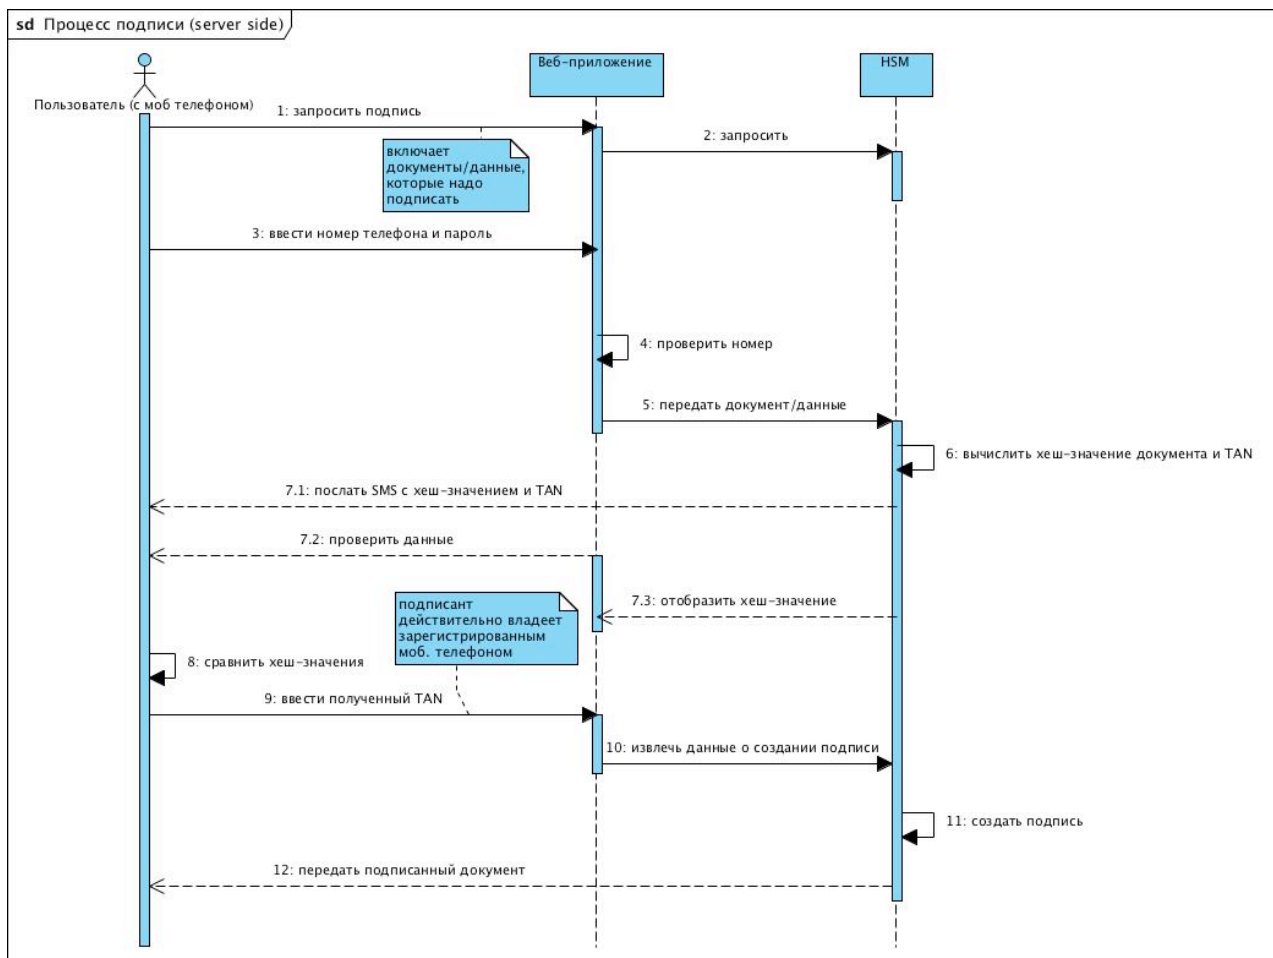 sd Процесс подписи (server side)
Веб-приложение
HSM
Пользователь (с моб телефоном)
1: запросить подпись
2: запросить
включает
документы/данные,
которые надо
подписать
3: ввести номер телефона и пароль
4: проверить номер
5: передать документ/данные
6: вычислить хеш-значение документа и TAN
7.1: послать SMS с хеш-значением и TAN
7.2: проверить данные
7.3: отобразить хеш-значение
подписант
действительно владеет
зарегистрированным
моб. телефоном
8: сравнить хеш-значения
9: ввести полученный TAN
10: извлечь данные о создании подписи
11: создать подпись
12: передать подписанный документ